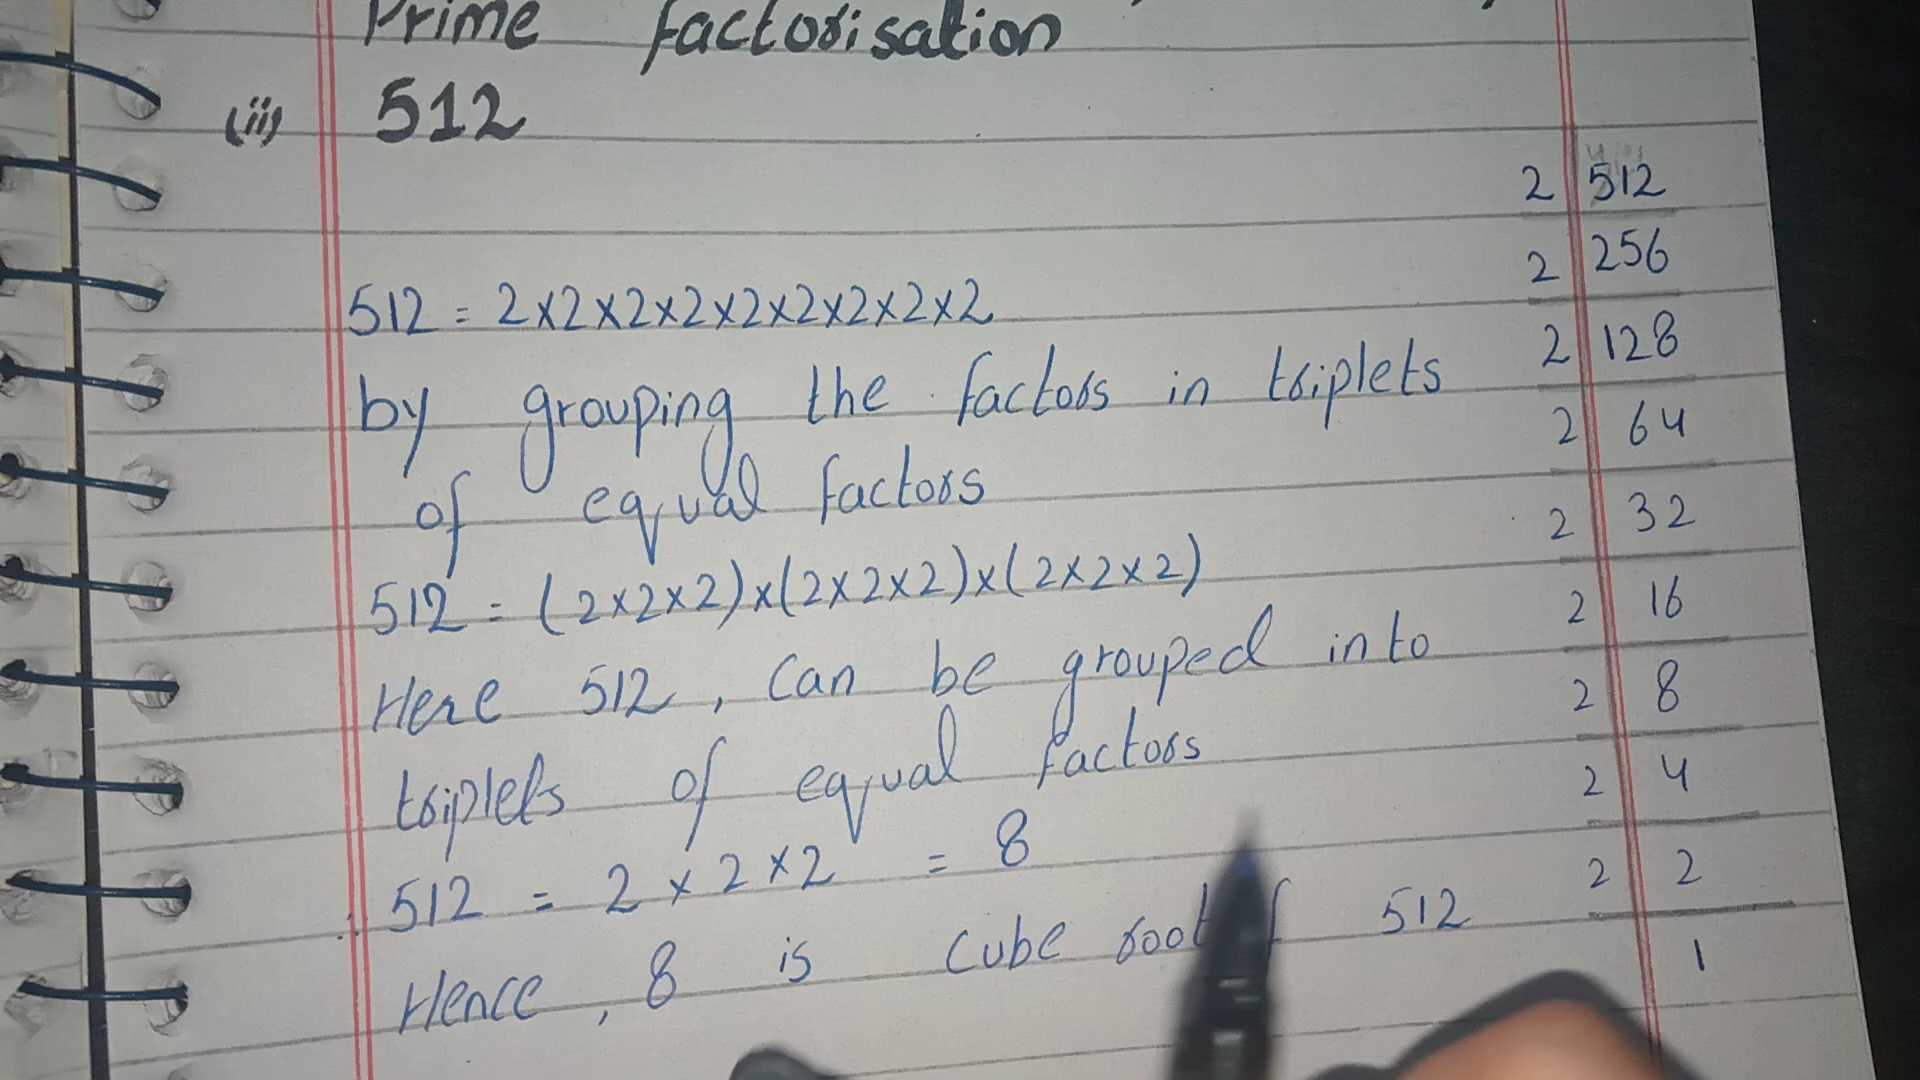 Prime factorisation
(ii) 512
512 = 2×2×2×2×2×2×2×2×2
by grouping the factors in triplets
of equal factors
512 = (2×2×2)×(2×2×2)×(2×2×2)
Here 512, can be grouped into
triplets of equal factors
∴ 512 = 2×2×2 = 8
Hence, 8 is cube root of 512
2 512
2 256
2 128
2 64
2 32
2 16
2 8
2 4
2 2
1